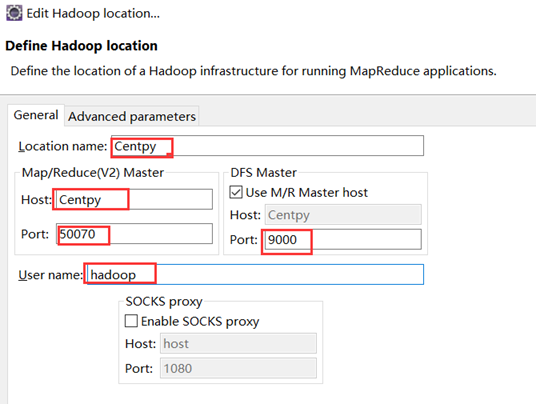 Edit Hadoop location...
Define Hadoop location
Define the location of a Hadoop infrastructure for running MapReduce applications.
General Advanced parameters
Location name: Centpy
Map/Reduce(V2) Master
Host: Centpy
Port: 50070
DFS Master
Use M/R Master host
Host: Centpy
Port: 9000
User name: hadoop
SOCKS proxy
Enable SOCKS proxy
Host: host
Port: 1080